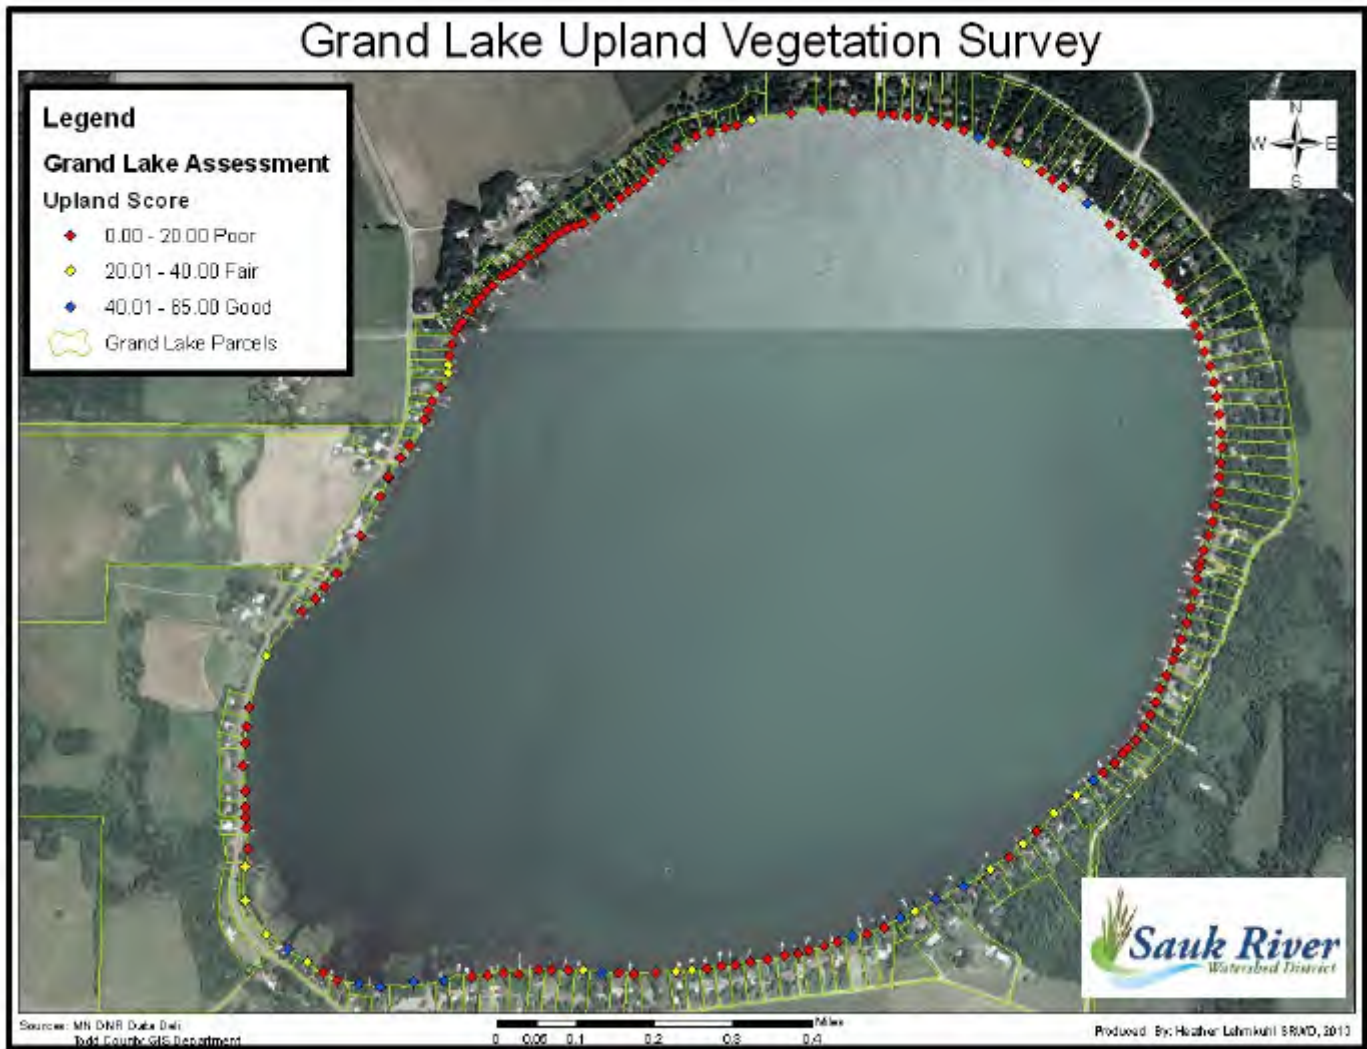 Grand Lake Upland Vegetation Survey
Legend
Grand Lake Assessment
Upland Score
0.00 - 20.00 Poor
20.01 - 40.00 Fair
40.01 - 65.00 Good
Grand Lake Parcels
N
W E
S
Sauk River
Watershed District
Sources: MN DNR Data Deli
Todd County GIS Department
Miles
0 0.05 0.1 0.2 0.3 0.4
Produced By: Heather Lehmkuhl SRWD, 2013